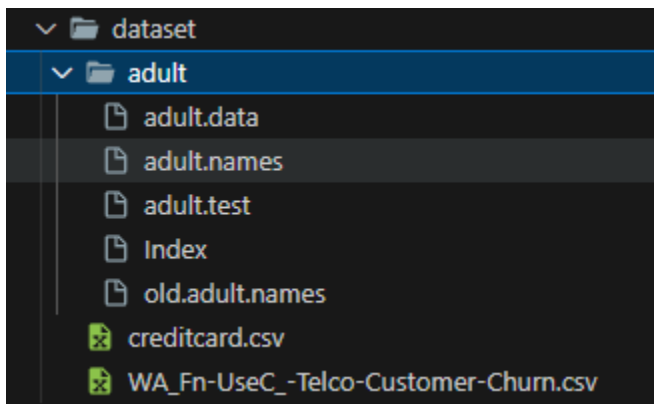 dataset
adult
adult.data
adult.names
adult.test
Index
old.adult.names
creditcard.csv
WA_Fn-UseC_-Telco-Customer-Churn.csv